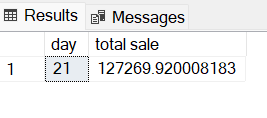 Results Messages
day total sale
1 21 127269.920008183